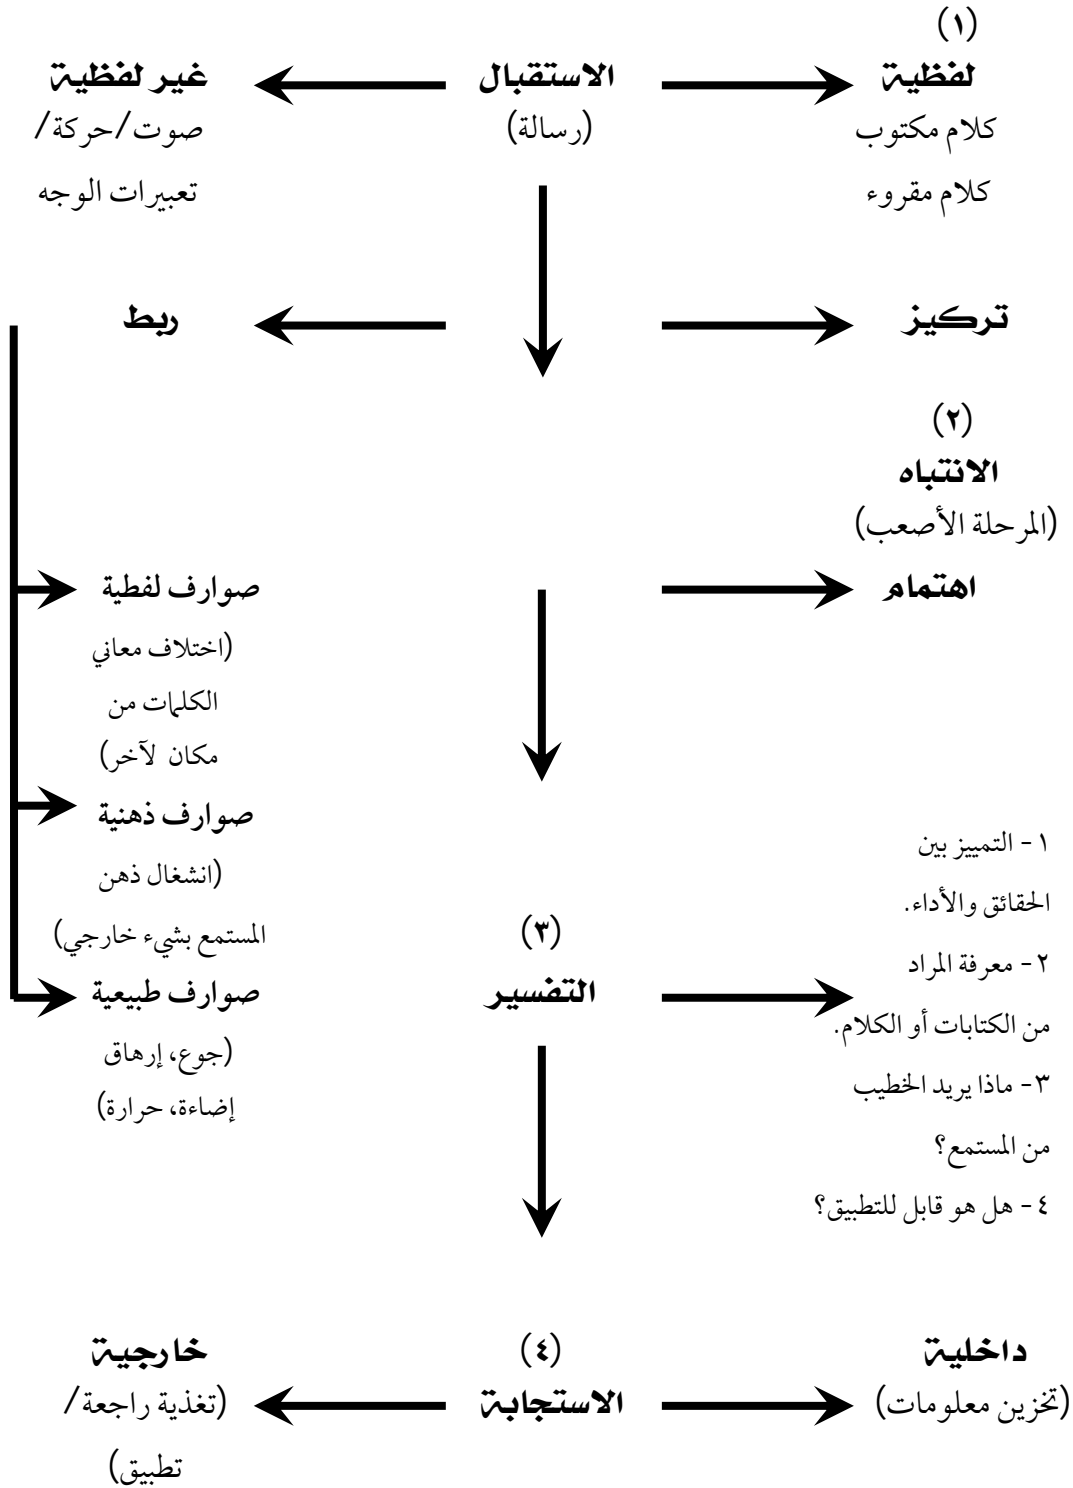 (١)
لفظية
كلام مكتوب
كلام مقروء
الاستقبال
(رسالة)
غير لفظية
صوت/حركة/
تعبيرات الوجه
تركيز
ربط
(٢)
الانتباه
(المرحلة الأصعب)
اهتمام
صوارف لفطية
(اختلاف معاني
الكلمات من
مكان لآخر)
صوارف ذهنية
(انشغال ذهن
المستمع بشيء خارجي)
صوارف طبيعية
(جوع، إرهاق
إضاءة، حرارة)
(٣)
التفسير
١- التمييز بين
الحقائق والأداء.
٢- معرفة المراد
من الكتابات أو الكلام.
٣- ماذا يريد الخطيب
من المستمع؟
٤- هل هو قابل للتطبيق؟
داخلية
(تخزين معلومات)
(٤)
الاستجابة
خارجية
(تغذية راجعة/
تطبيق)